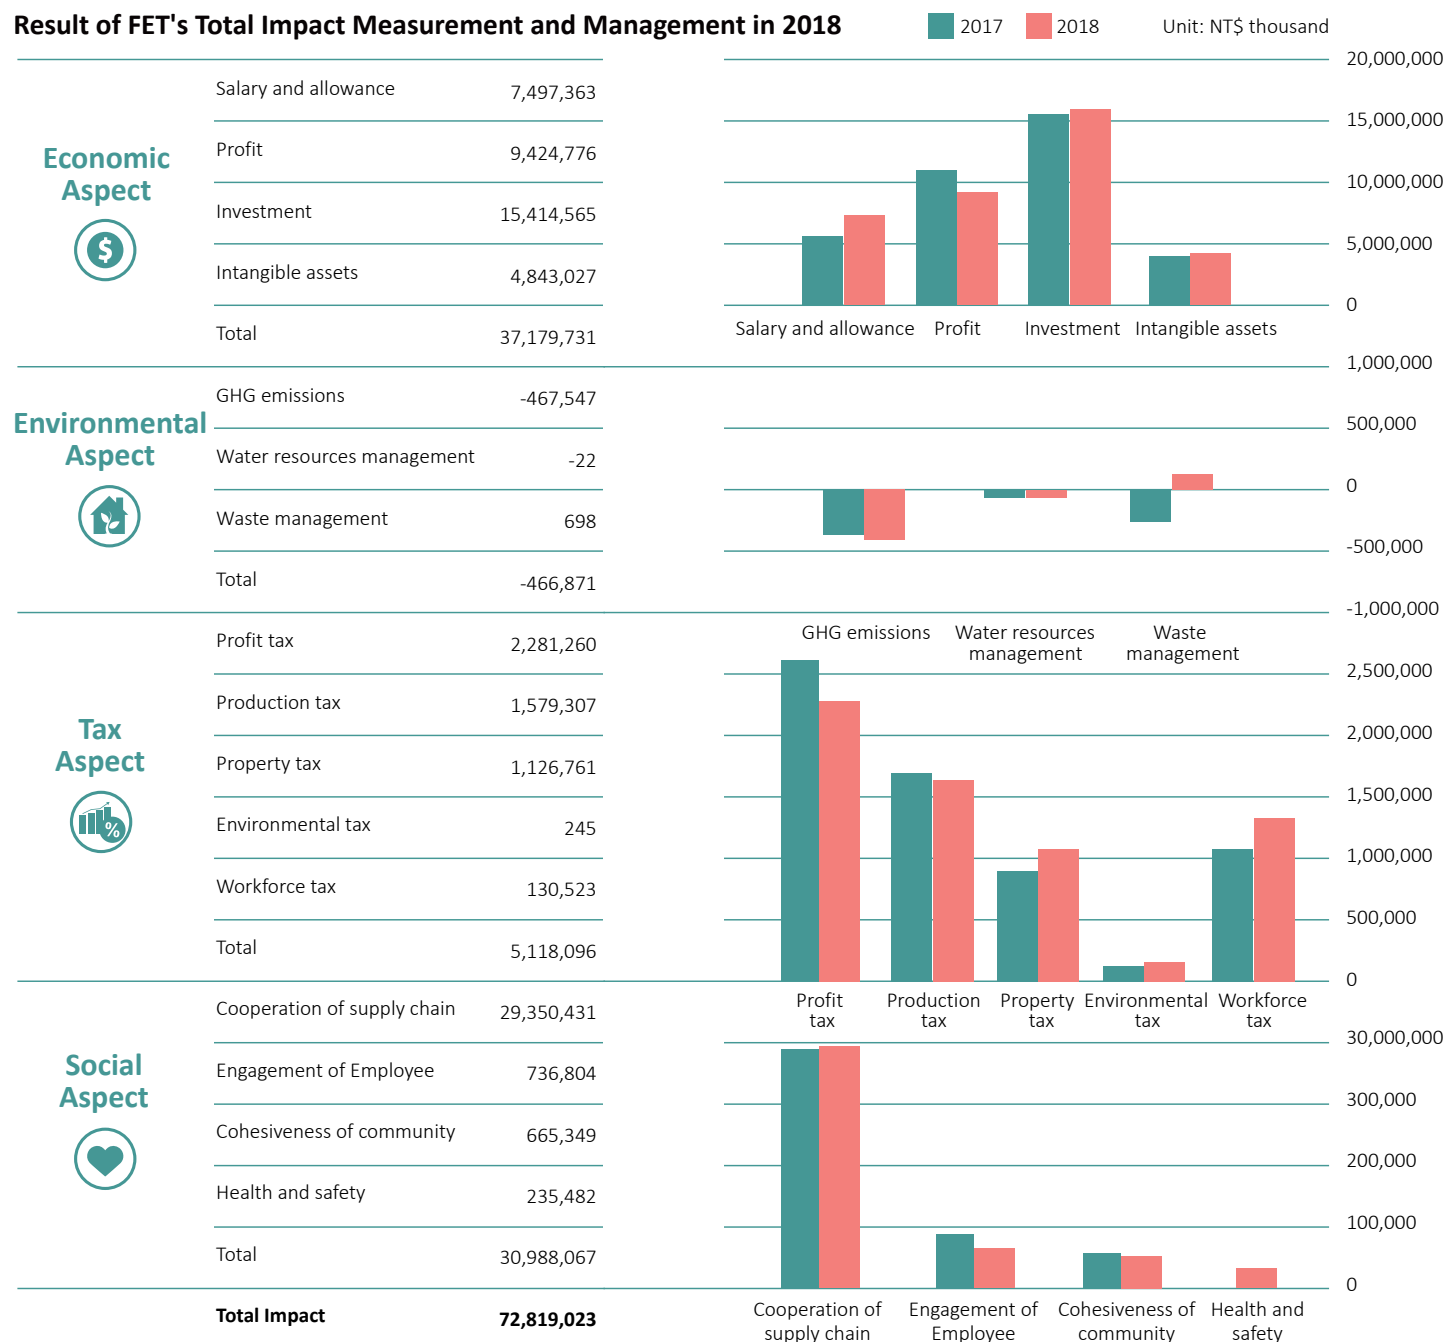 Result of FET's Total Impact Measurement and Management in 2018
2017
2018
Unit: NT$ thousand
Economic
Aspect
$
Salary and allowance 7,497,363
Profit 9,424,776
Investment 15,414,565
Intangible assets 4,843,027
Total 37,179,731
20,000,000
15,000,000
10,000,000
5,000,000
0
Salary and allowance Profit Investment Intangible assets
Environmental
Aspect
GHG emissions -467,547
Water resources management -22
Waste management 698
Total -466,871
1,000,000
500,000
0
-500,000
-1,000,000
GHG emissions Water resources Waste
management management
Tax
Aspect
%
Profit tax 2,281,260
Production tax 1,579,307
Property tax 1,126,761
Environmental tax 245
Workforce tax 130,523
Total 5,118,096
2,500,000
2,000,000
1,500,000
1,000,000
500,000
0
Profit Production Property Environmental Workforce
tax tax tax tax tax
Social
Aspect
Cooperation of supply chain 29,350,431
Engagement of Employee 736,804
Cohesiveness of community 665,349
Health and safety 235,482
Total 30,988,067
30,000,000
300,000
200,000
100,000
0
Cooperation of Engagement of Cohesiveness of Health and
supply chain Employee community safety
Total Impact 72,819,023